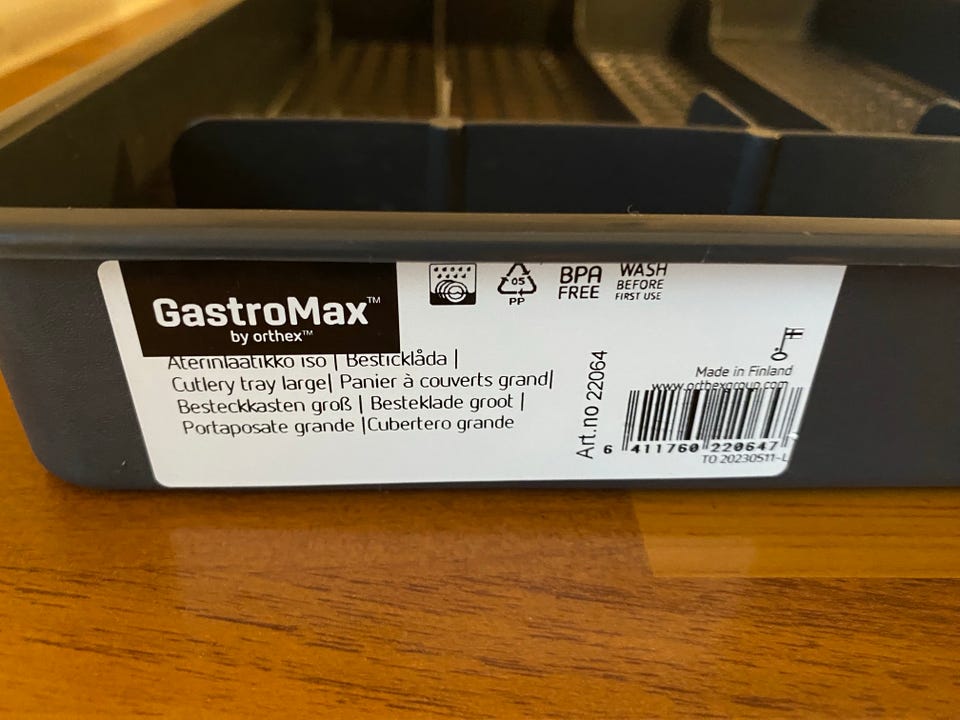 GastroMax™
by orthex™
05
PP
BPA
FREE
WASH
BEFORE
FIRST USE
Aterinlaatikko iso | Besticklåda |
Cutlery tray large| Panier à couverts grand|
Besteckkasten groß | Besteklade groot |
Portaposate grande |Cubertero grande
Art.no 22064
Made in Finland
www.orthexgroup.com
6 411760 220647
TO 20230511-L